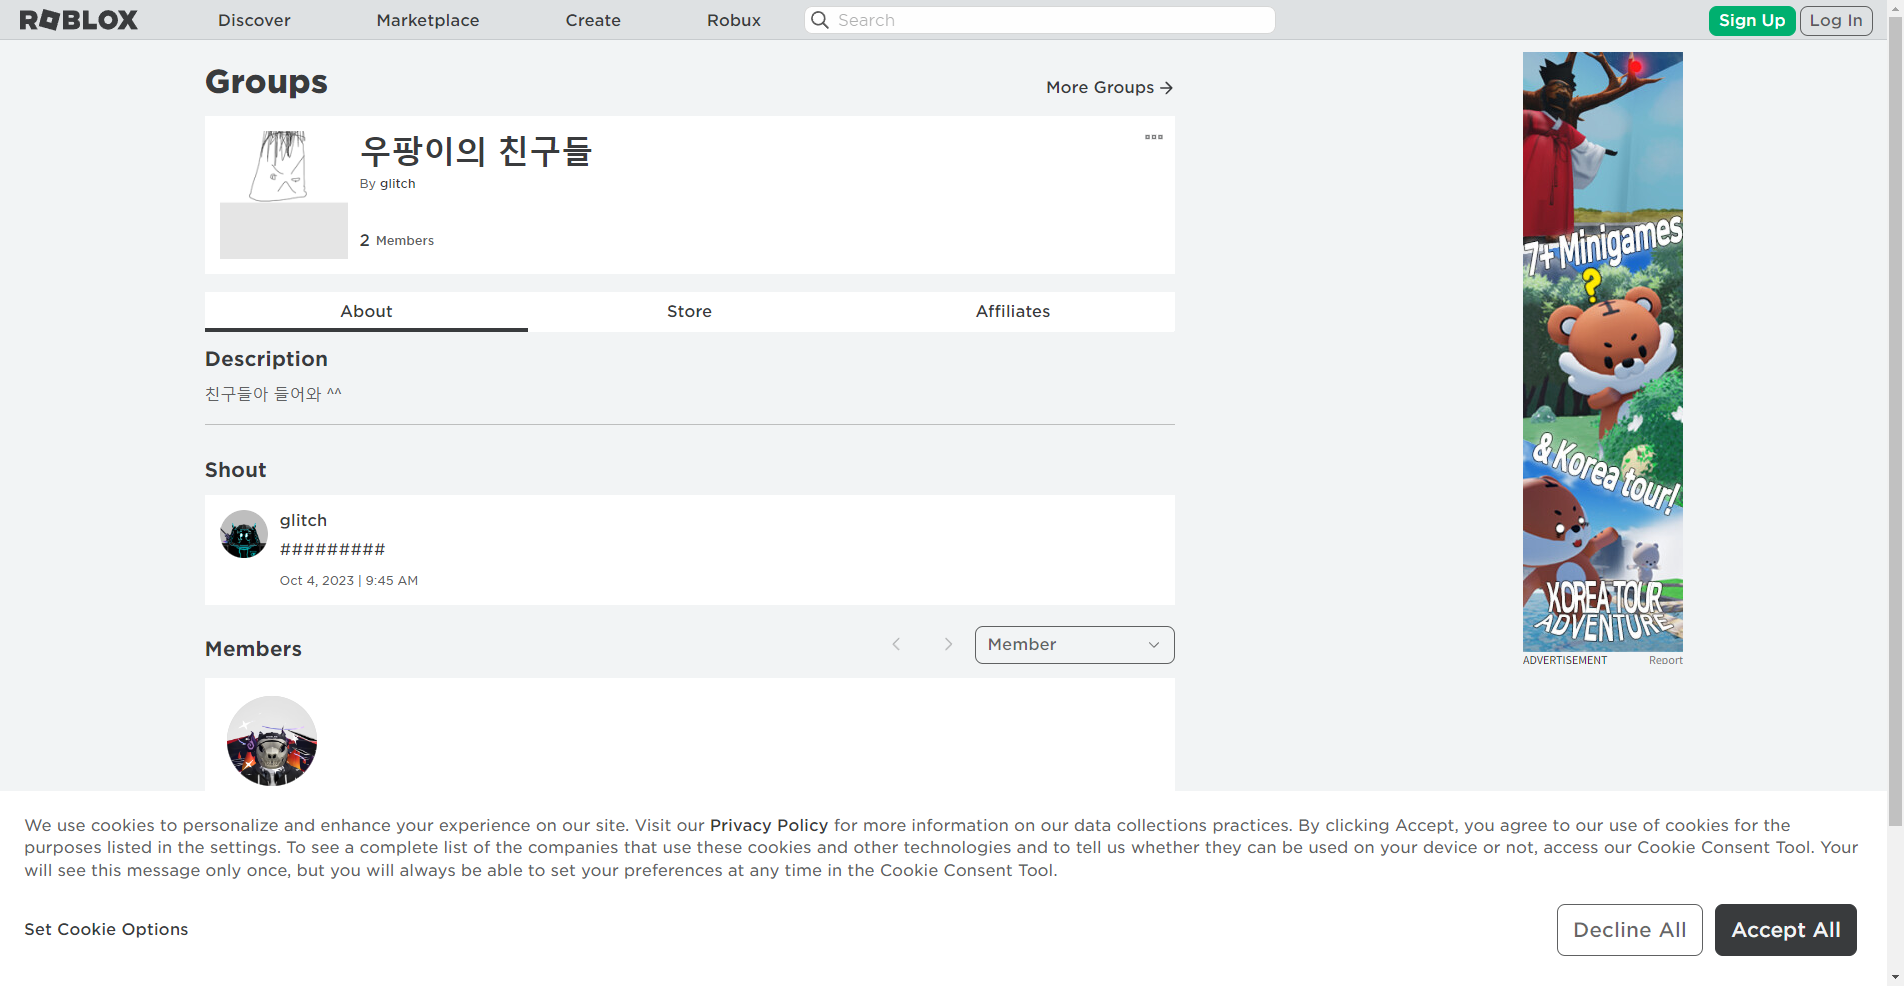 ROBLOX
Discover
Marketplace
Create
Robux
Search
Sign Up
Log In
Groups
More Groups
우팡이의 친구들
By glitch
2 Members
About
Store
Affiliates
Description
친구들아 들어와 ^^
Shout
glitch
#########
Oct 4, 2023 | 9:45 AM
Members
Member
7+ Minigames
?
& Korea tour!
KOREA TOUR
ADVENTURE
ADVERTISEMENT
Report
We use cookies to personalize and enhance your experience on our site. Visit our Privacy Policy for more information on our data collections practices. By clicking Accept, you agree to our use of cookies for the
purposes listed in the settings. To see a complete list of the companies that use these cookies and other technologies and to tell us whether they can be used on your device or not, access our Cookie Consent Tool. Your
will see this message only once, but you will always be able to set your preferences at any time in the Cookie Consent Tool.
Set Cookie Options
Decline All
Accept All